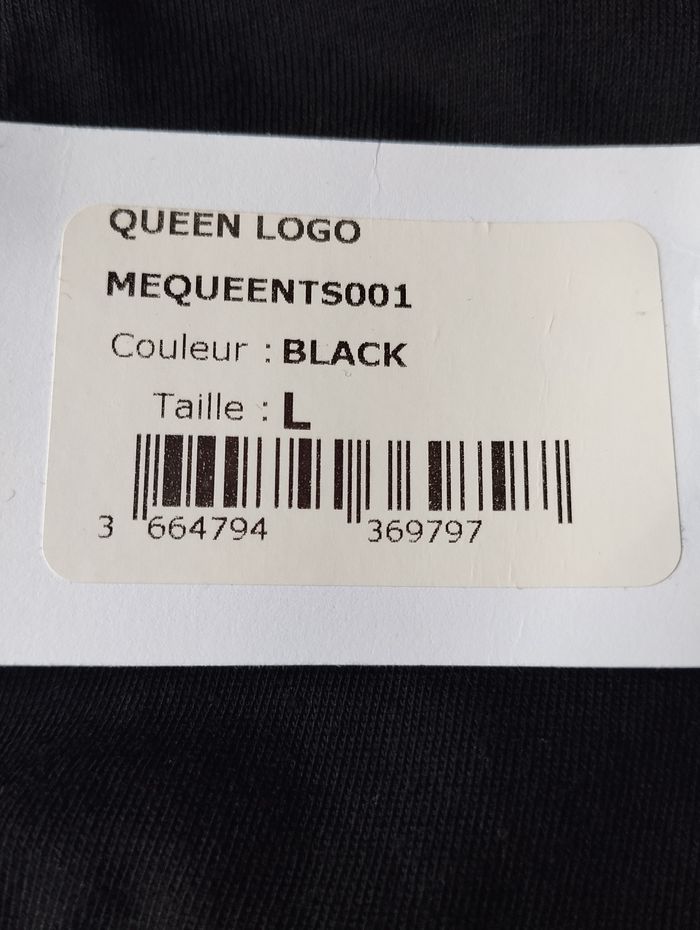 QUEEN LOGO
MEQUEENTS001
Couleur : BLACK
Taille : L
3 664794 369797